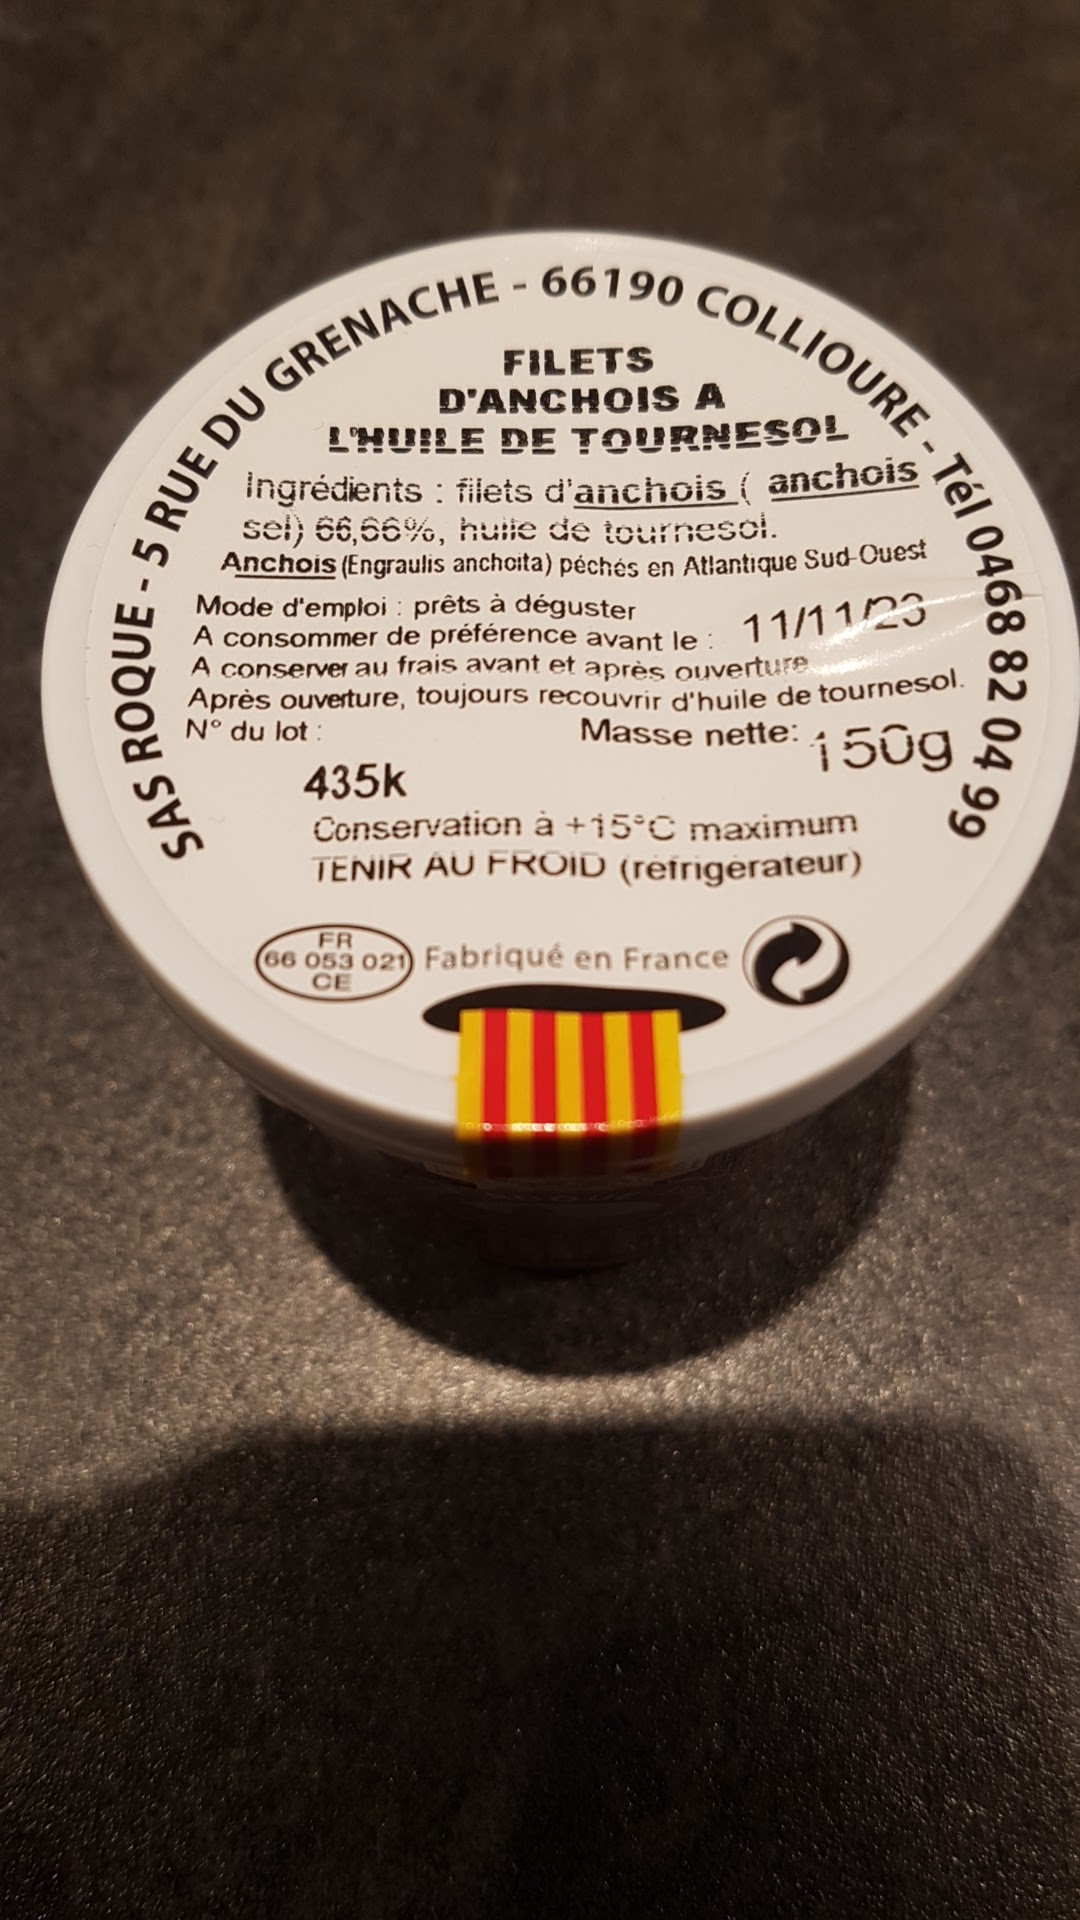 SAS ROQUE - 5 RUE DU GRENACHE - 66190 COLLIOURE - Tél 0468 82 04 99
FILETS
D'ANCHOIS A
L'HUILE DE TOURNESOL
Ingrédients : filets d'anchois ( anchois
sel) 66,66%, huile de tournesol.
Anchois (Engraulis anchoita) péchés en Atlantique Sud-Ouest
Mode d'emploi : prêts à déguster
A consommer de préférence avant le : 11/11/23
A conserver au frais avant et après ouverture
Après ouverture, toujours recouvrir d'huile de tournesol.
N° du lot : Masse nette: 150g
435k
Conservation à +15°C maximum
TENIR AU FROID (réfrigérateur)
FR
66 053 021
CE
Fabriqué en France